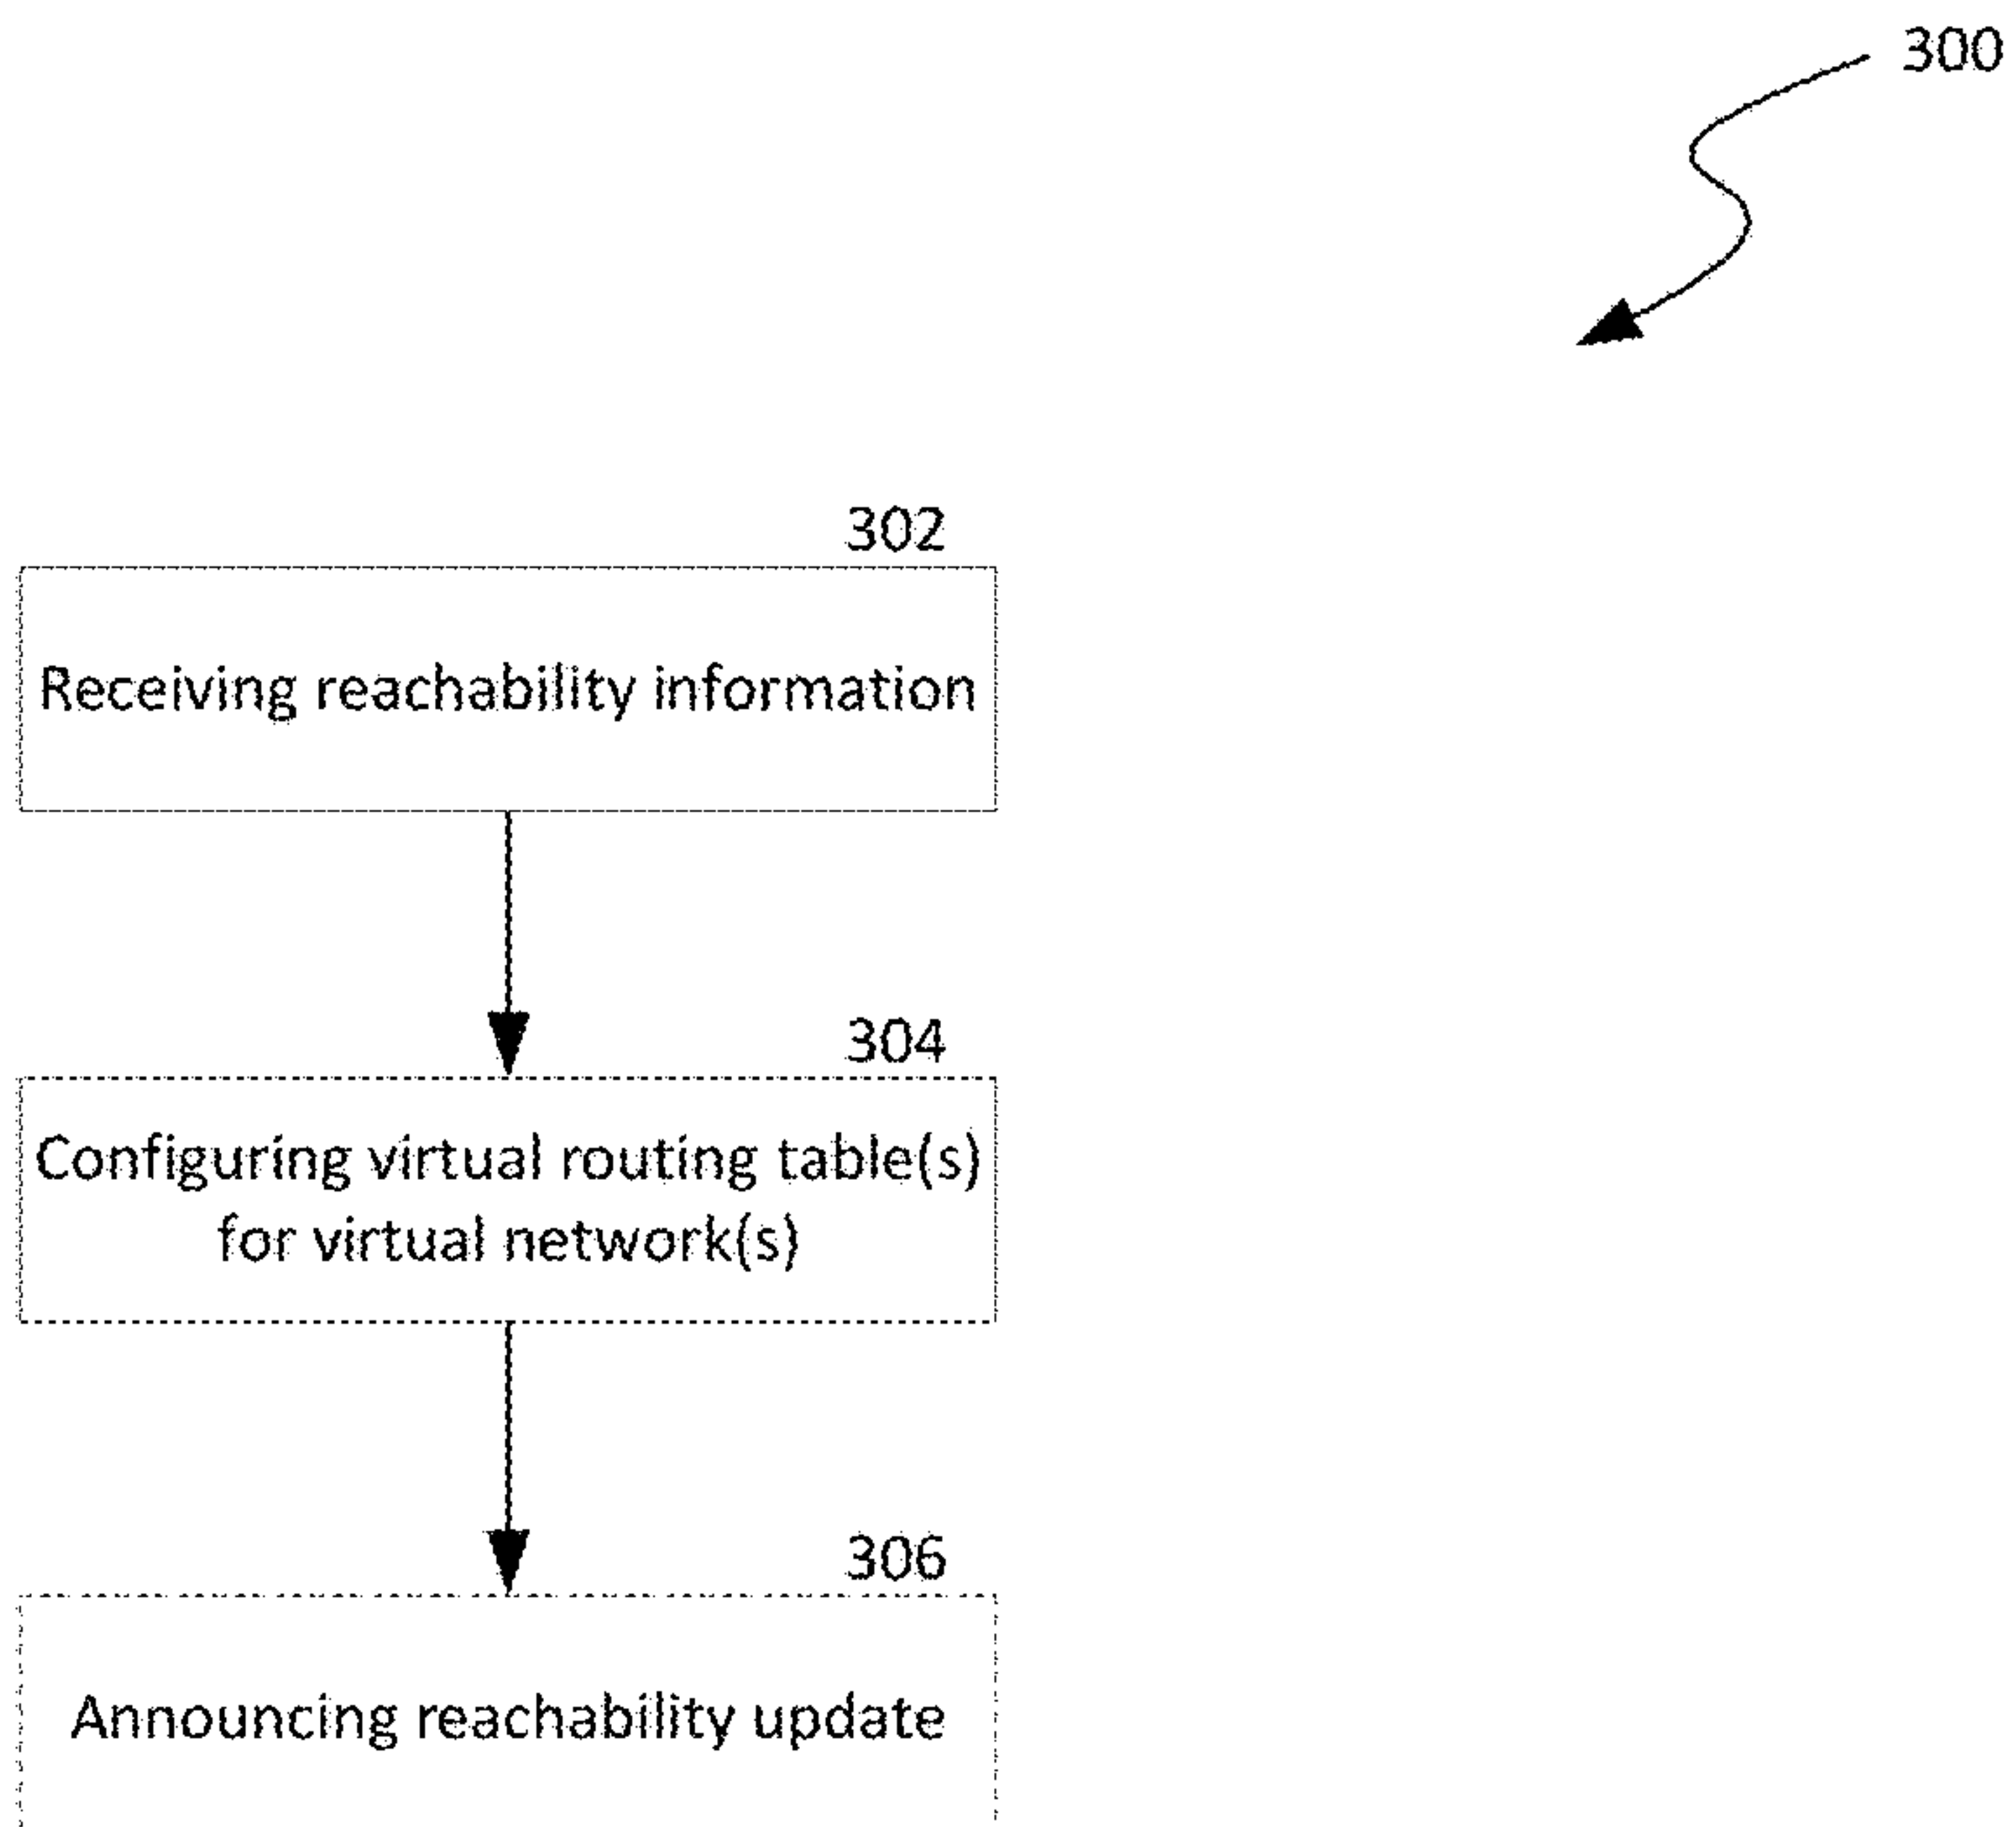 300
302
Receiving reachability information
304
Configuring virtual routing table(s)
for virtual network(s)
306
Announcing reachability update